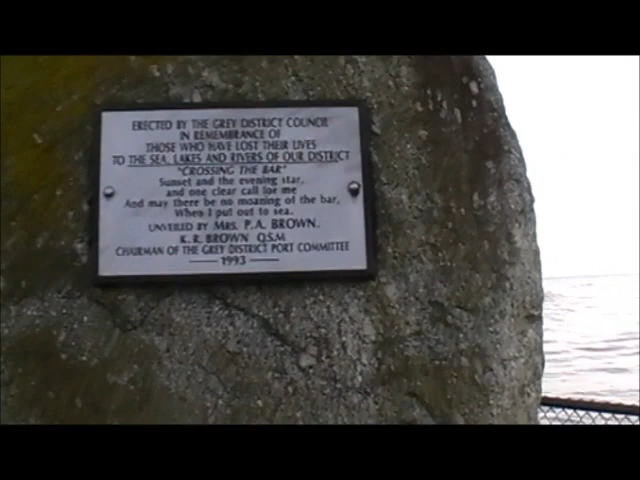 ERECTED BY THE GREY DISTRICT COUNCIL
IN REMEMBRANCE OF
THOSE WHO HAVE LOST THEIR LIVES
TO THE SEA, LAKES AND RIVERS OF OUR DISTRICT
"CROSSING THE BAR"
Sunset and the evening star,
and one clear call for me
And may there be no moaning of the bar,
When I put out to sea.
UNVEILED BY MRS. P.A. BROWN.
K.R. BROWN Q.S.M
CHAIRMAN OF THE GREY DISTRICT PORT COMMITTEE
1993